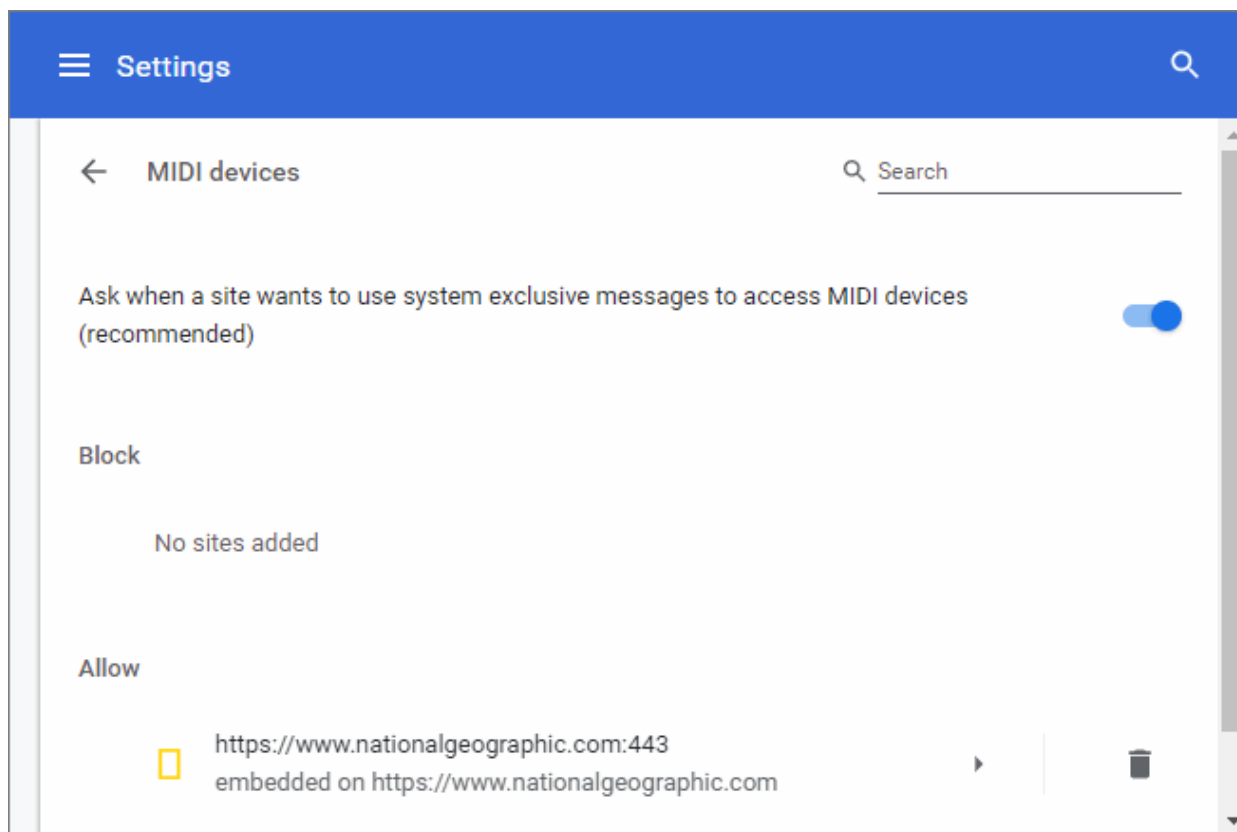 Settings
MIDI devices
Search
Ask when a site wants to use system exclusive messages to access MIDI devices
(recommended)
Block
No sites added
Allow
https://www.nationalgeographic.com:443
embedded on https://www.nationalgeographic.com